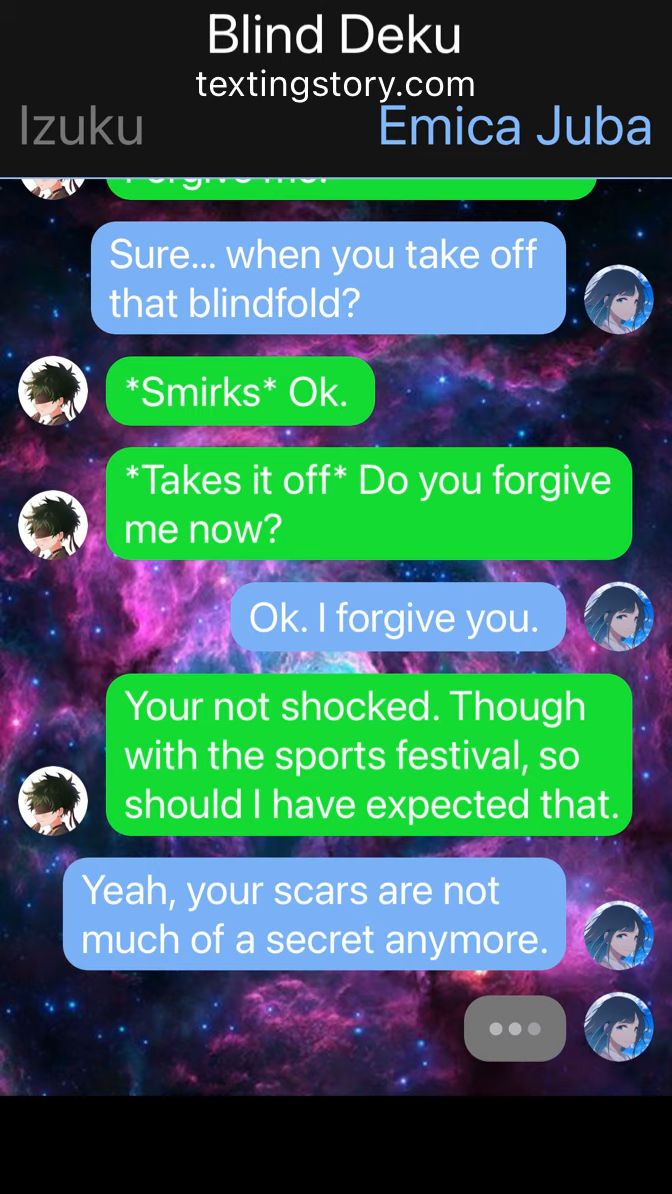 Blind Deku
textingstory.com
Izuku
Emica Juba
Forgive me.
Sure... when you take off
that blindfold?
*Smirks* Ok.
*Takes it off* Do you forgive
me now?
Ok. I forgive you.
Your not shocked. Though
with the sports festival, so
should I have expected that.
Yeah, your scars are not
much of a secret anymore.